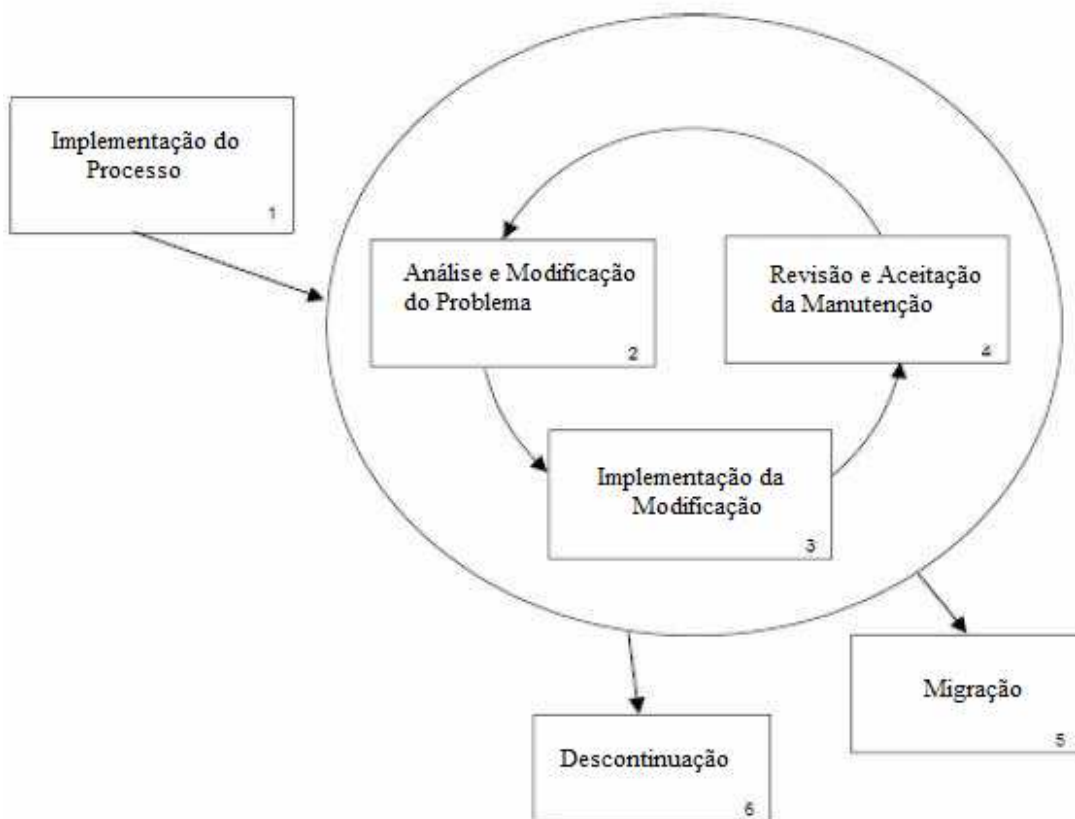 Implementação do
Processo
1
Análise e Modificação
do Problema
2
Revisão e Aceitação
da Manutenção
4
Implementação da
Modificação
3
Migração
5
Descontinuação
6